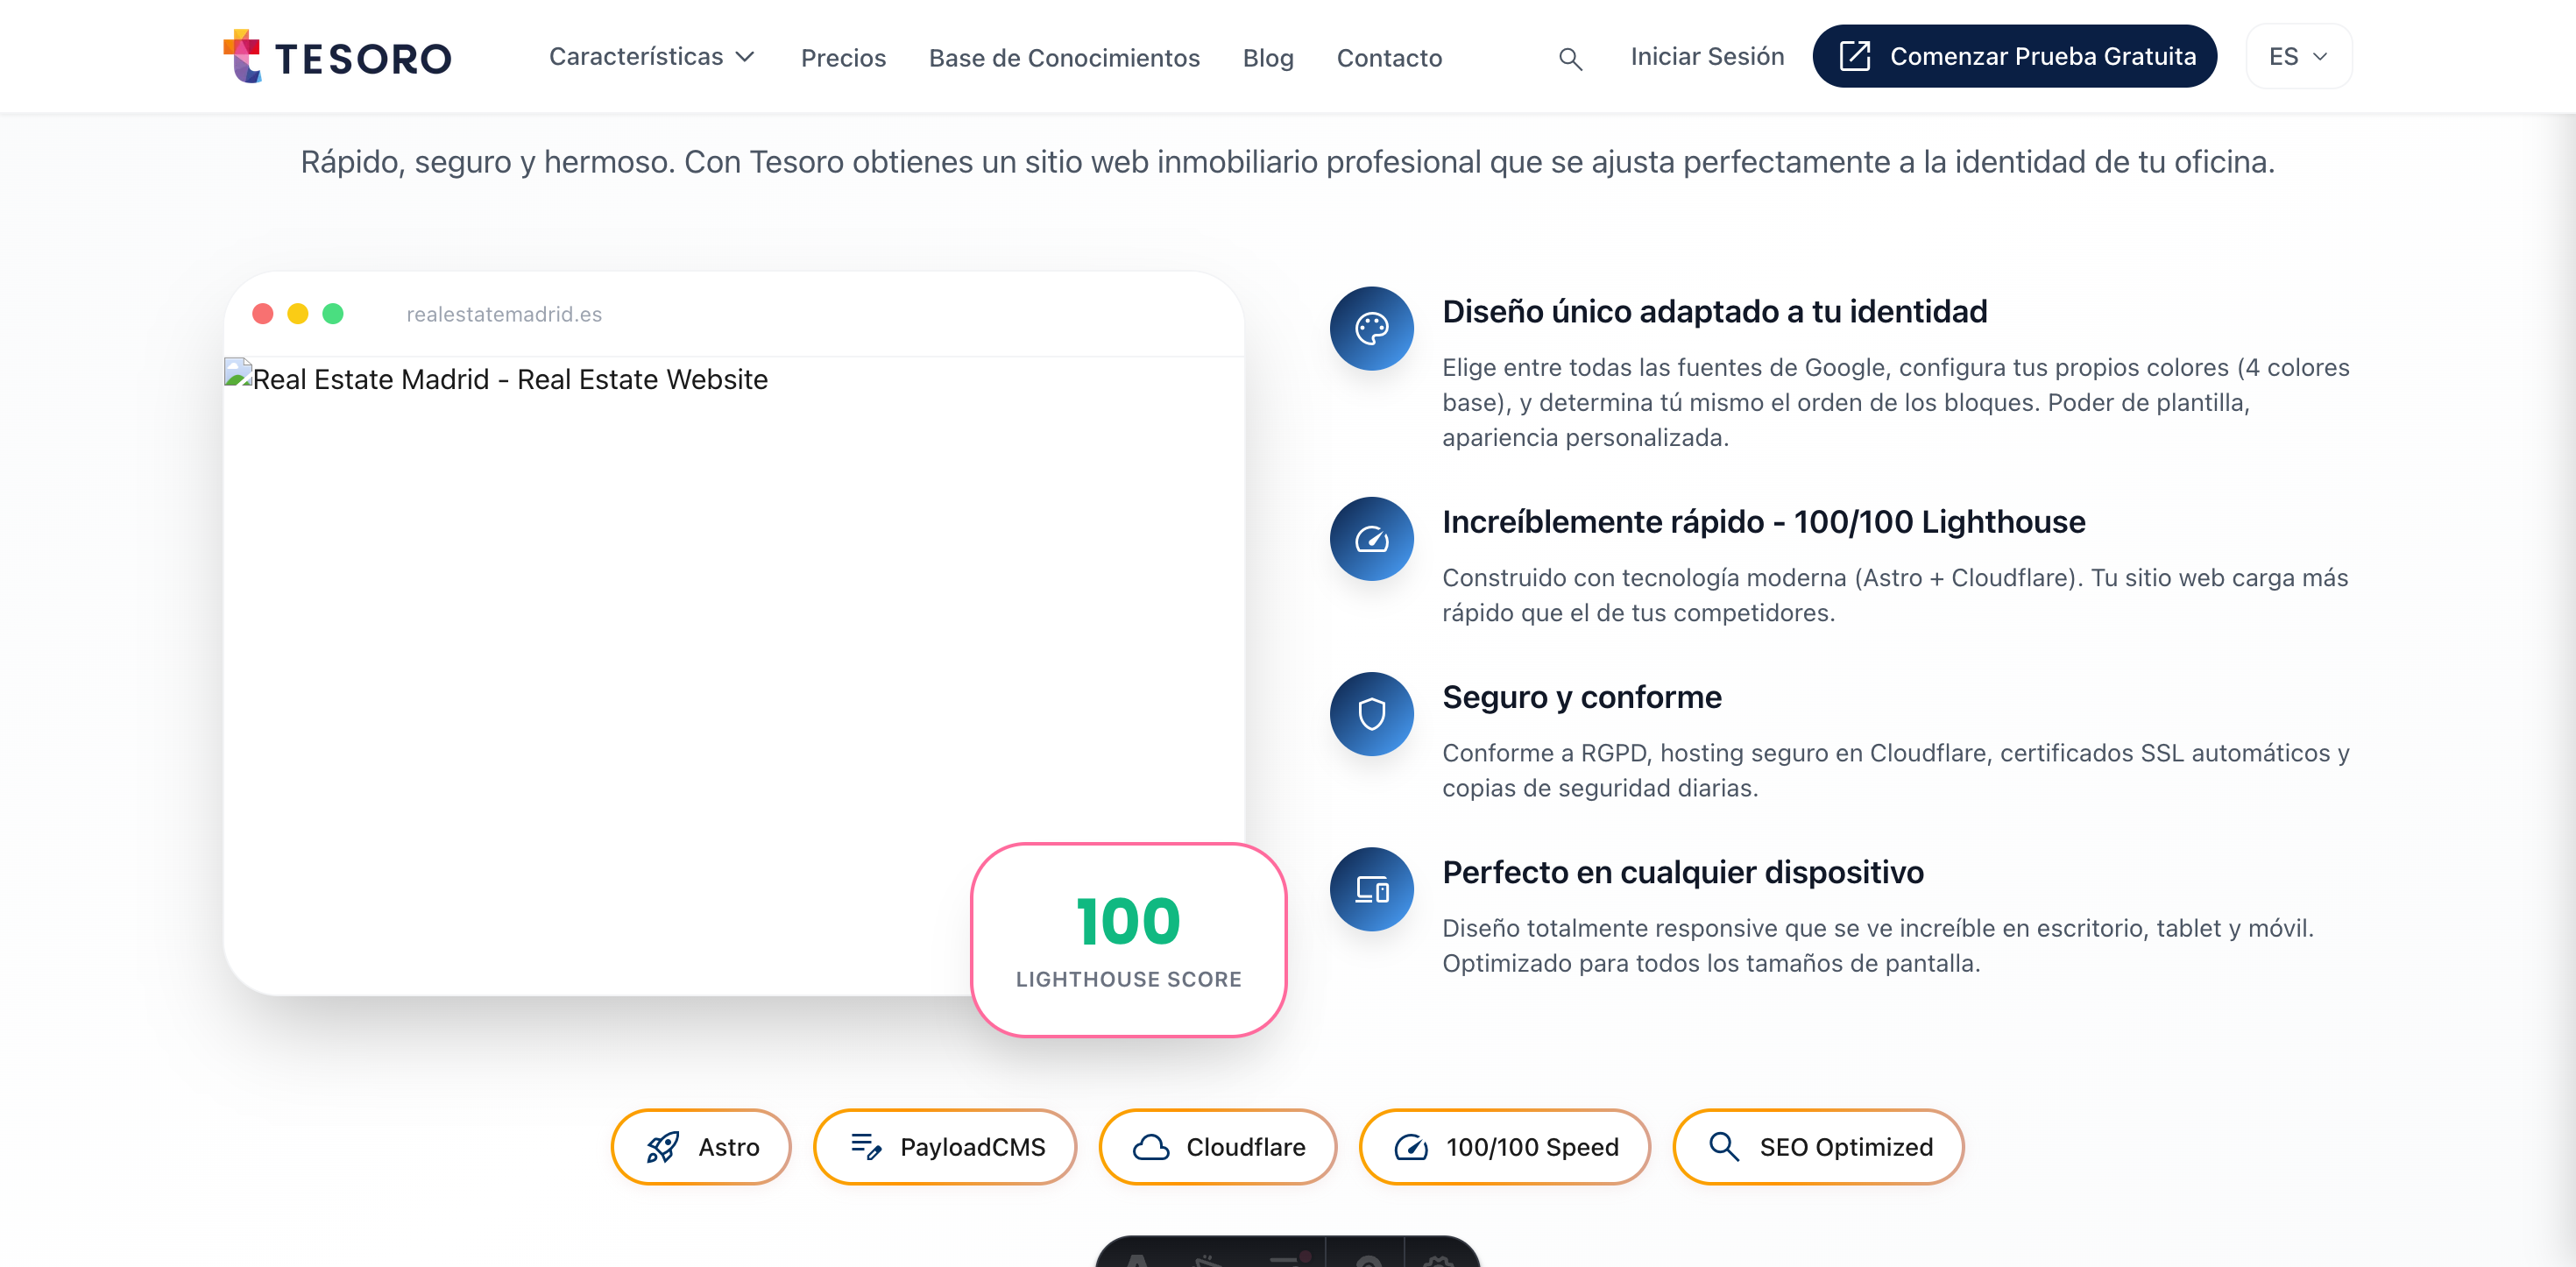 TESORO
Características
Precios
Base de Conocimientos
Blog
Contacto
Iniciar Sesión
Comenzar Prueba Gratuita
ES
Rápido, seguro y hermoso. Con Tesoro obtienes un sitio web inmobiliario profesional que se ajusta perfectamente a la identidad de tu oficina.
realestatemadrid.es
Real Estate Madrid - Real Estate Website
100
LIGHTHOUSE SCORE
Diseño único adaptado a tu identidad
Elige entre todas las fuentes de Google, configura tus propios colores (4 colores
base), y determina tú mismo el orden de los bloques. Poder de plantilla,
apariencia personalizada.
Increíblemente rápido - 100/100 Lighthouse
Construido con tecnología moderna (Astro + Cloudflare). Tu sitio web carga más
rápido que el de tus competidores.
Seguro y conforme
Conforme a RGPD, hosting seguro en Cloudflare, certificados SSL automáticos y
copias de seguridad diarias.
Perfecto en cualquier dispositivo
Diseño totalmente responsive que se ve increíble en escritorio, tablet y móvil.
Optimizado para todos los tamaños de pantalla.
Astro
PayloadCMS
Cloudflare
100/100 Speed
SEO Optimized